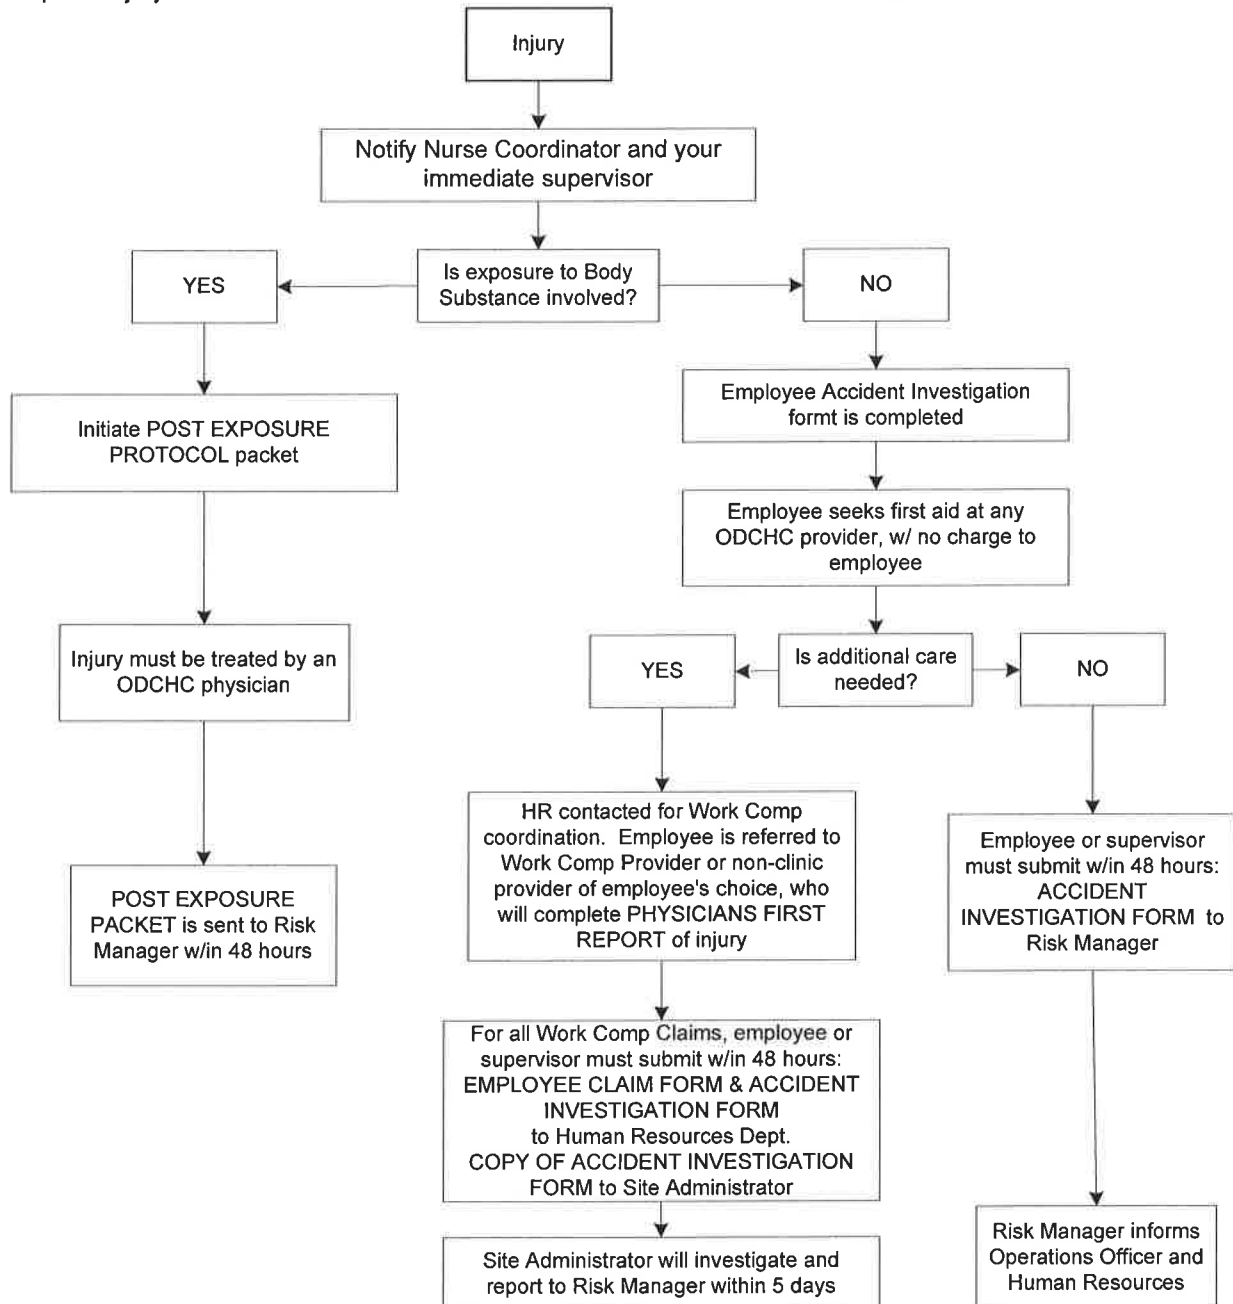 Injury
Notify Nurse Coordinator and your
immediate supervisor
YES
Is exposure to Body
Substance involved?
NO
Initiate POST EXPOSURE
PROTOCOL packet
Employee Accident Investigation
formt is completed
Employee seeks first aid at any
ODCHC provider, w/ no charge to
employee
Injury must be treated by an
ODCHC physician
YES
Is additional care
needed?
NO
POST EXPOSURE
PACKET is sent to Risk
Manager w/in 48 hours
HR contacted for Work Comp
coordination. Employee is referred to
Work Comp Provider or non-clinic
provider of employee's choice, who
will complete PHYSICIANS FIRST
REPORT of injury
Employee or supervisor
must submit w/in 48 hours:
ACCIDENT
INVESTIGATION FORM to
Risk Manager
For all Work Comp Claims, employee or
supervisor must submit w/in 48 hours:
EMPLOYEE CLAIM FORM & ACCIDENT
INVESTIGATION FORM
to Human Resources Dept.
COPY OF ACCIDENT INVESTIGATION
FORM to Site Administrator
Site Administrator will investigate and
report to Risk Manager within 5 days
Risk Manager informs
Operations Officer and
Human Resources